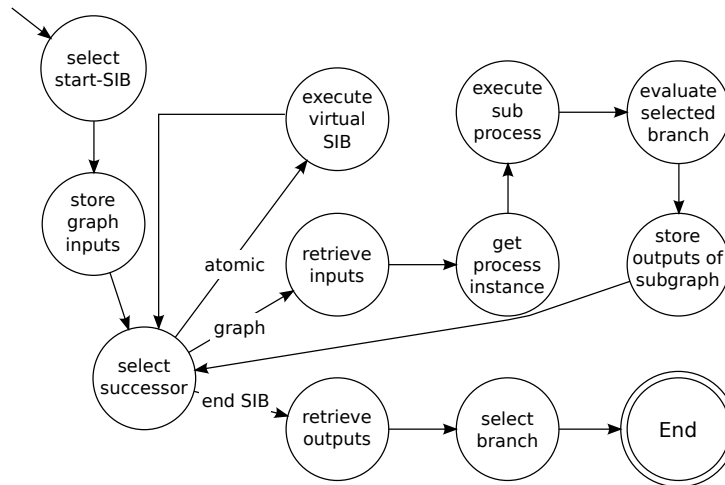 select
start-SIB
execute
virtual
SIB
execute
sub
process
evaluate
selected
branch
store
graph
inputs
atomic
retrieve
inputs
get
process
instance
store
outputs of
subgraph
graph
select
successor
end SIB
retrieve
outputs
select
branch
End